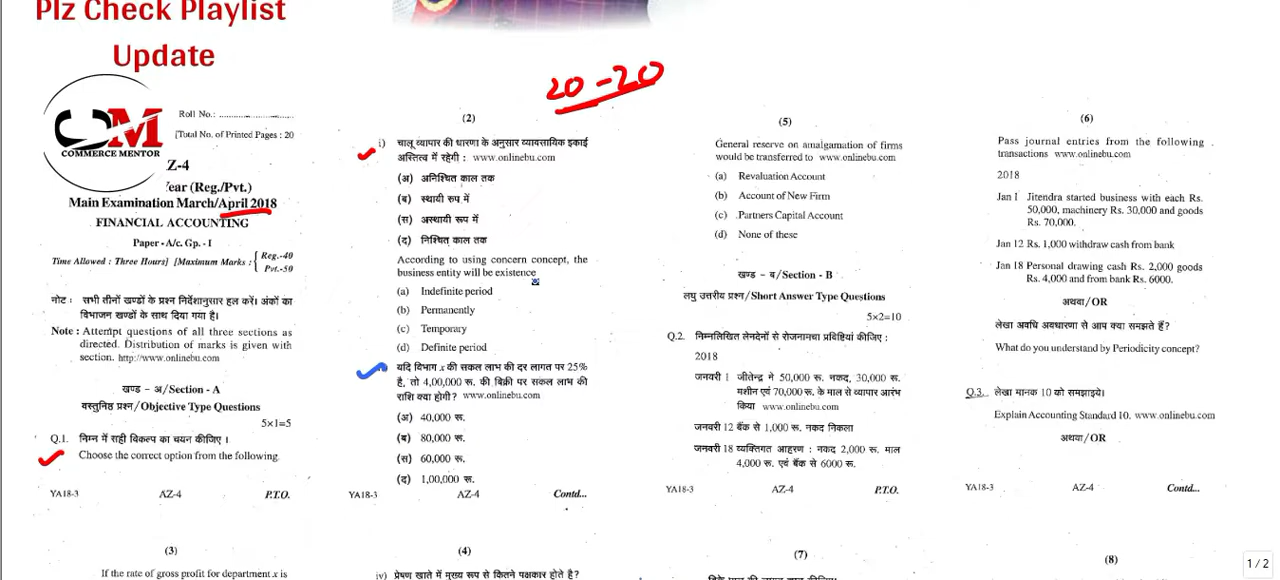 Plz Check Playlist
Update
20-20
COMMERCE MENTOR
Roll No.: ........................
[Total No. of Printed Pages : 20
Z-4
Year (Reg./Pvt.)
Main Examination March/April 2018
FINANCIAL ACCOUNTING
Paper - A/c. Gp. - I
Time Allowed : Three Hours] [Maximum Marks : { Reg.-40
Pvt.-50
नोट : सभी तीनों खण्डों के प्रश्न निर्देशानुसार हल करें। अंकों का
विभाजन खण्डों के साथ दिया गया है।
Note : Attempt questions of all three sections as
directed. Distribution of marks is given with
section. http://www.onlinebu.com
खण्ड - अ/Section - A
वस्तुनिष्ठ प्रश्न/Objective Type Questions
5x1=5
Q.1. निम्न में सही विकल्प का चयन कीजिए ।
Choose the correct option from the following.
YA18-3 AZ-4 P.T.O.
(2)
i) चालू व्यापार की धारणा के अनुसार व्यावसायिक इकाई
अस्तित्व में रहेगी : www.onlinebu.com
(अ) अनिश्चित काल तक
(ब) स्थायी रुप में
(स) अस्थायी रूप में
(द) निश्चित काल तक
According to using concern concept, the
business entity will be existence
(a) Indefinite period
(b) Permanently
(c) Temporary
(d) Definite period
यदि विभाग x की सकल लाभ की दर लागत पर 25%
है, तो 4,00,000 रू. की बिक्री पर सकल लाभ की
राशि क्या होगी? www.onlinebu.com
(अ) 40,000 रू.
(ब) 80,000 रू.
(स) 60,000 रू.
(द) 1,00,000 रू.
YA18-3 AZ-4 Contd...
(5)
General reserve on amalgamation of firms
would be transferred to www.onlinebu.com
(a) Revaluation Account
(b) Account of New Firm
(c) Partners Capital Account
(d) None of these
खण्ड - ब/Section - B
लघु उत्तरीय प्रश्न/Short Answer Type Questions
5x2=10
Q.2. निम्नलिखित लेनदेनों से रोजनामचा प्रविष्टियां कीजिए :
2018
जनवरी 1 जीतेन्द्र ने 50,000 रू. नकद, 30,000 रू.
मशीन एवं 70,000 रू. के माल से व्यापार आरंभ
किया www.onlinebu.com
जनवरी 12 बैंक से 1,000 रू. नकद निकला
जनवरी 18 व्यक्तिगत आहरण : नकद 2,000 रू. माल
4,000 रू. एवं बैंक से 6000 रू.
YA18-3 AZ-4 P.T.O.
(6)
Pass journal entries from the following
transactions www.onlinebu.com
2018
Jan 1 Jitendra started business with each Rs.
50,000, machinery Rs. 30,000 and goods
Rs. 70,000.
Jan 12 Rs. 1,000 withdraw cash from bank
Jan 18 Personal drawing cash Rs. 2,000 goods
Rs. 4,000 and from bank Rs. 6000.
अथवा/OR
लेखा अवधि अवधारणा से आप क्या समझते हैं?
What do you understand by Periodicity concept?
Q.3. लेखा मानक 10 को समझाइये।
Explain Accounting Standard 10. www.onlinebu.com
अथवा/OR
YA18-3 AZ-4 Contd...
(3)
If the rate of gross profit for department x is
(4)
iv) प्रेषण खाते में मुख्य रूप से कितने पक्षकार होते है?
(7)
(8)
1 / 2